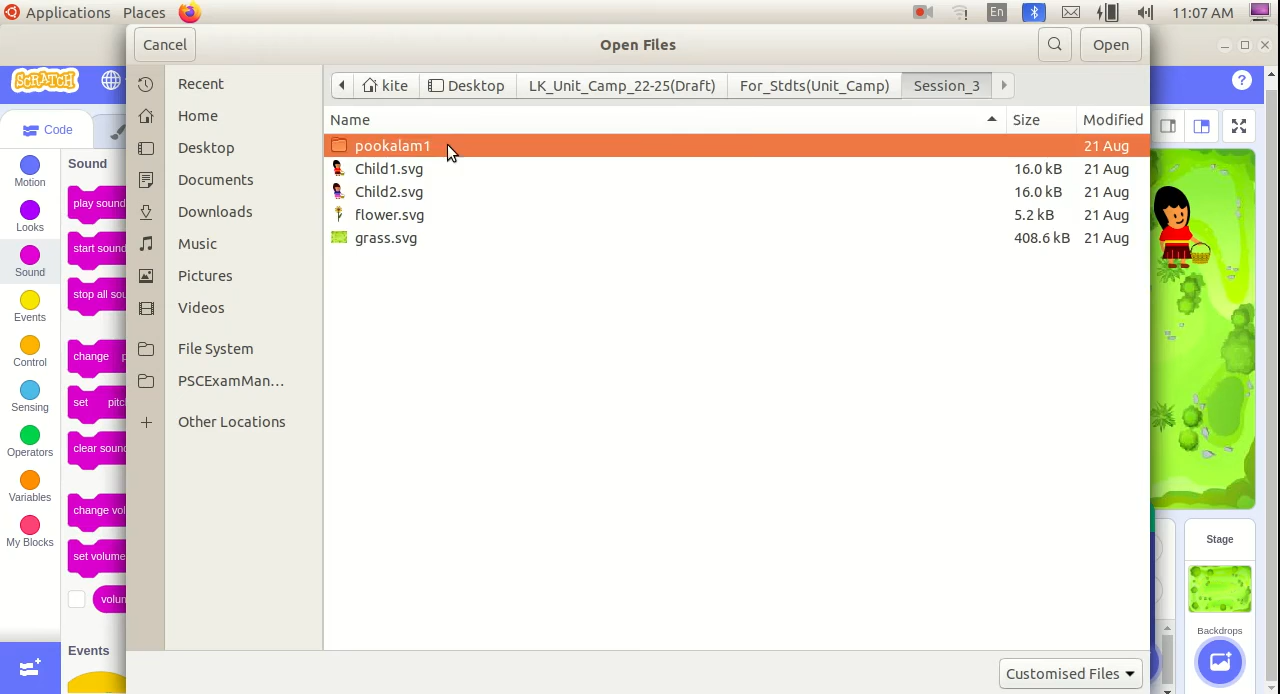 Applications Places En 11:07 AM
Cancel Open Files Open
SCRATCH ?
Code
Recent
Home
Desktop
Documents
Downloads
Music
Pictures
Videos
File System
PSCExamMan...
Other Locations
kite Desktop LK_Unit_Camp_22-25(Draft) For_Stdts(Unit_Camp) Session_3
Name Size Modified
pookalam1 21 Aug
Child1.svg 16.0 kB 21 Aug
Child2.svg 16.0 kB 21 Aug
flower.svg 5.2 kB 21 Aug
grass.svg 408.6 kB 21 Aug
Customised Files
Motion
Looks
Sound
Events
Control
Sensing
Operators
Variables
My Blocks
Sound
play sound
start sound
stop all sou
change p
set pitch
clear sound
change vol
set volume
volum
Events
Stage
Backdrops